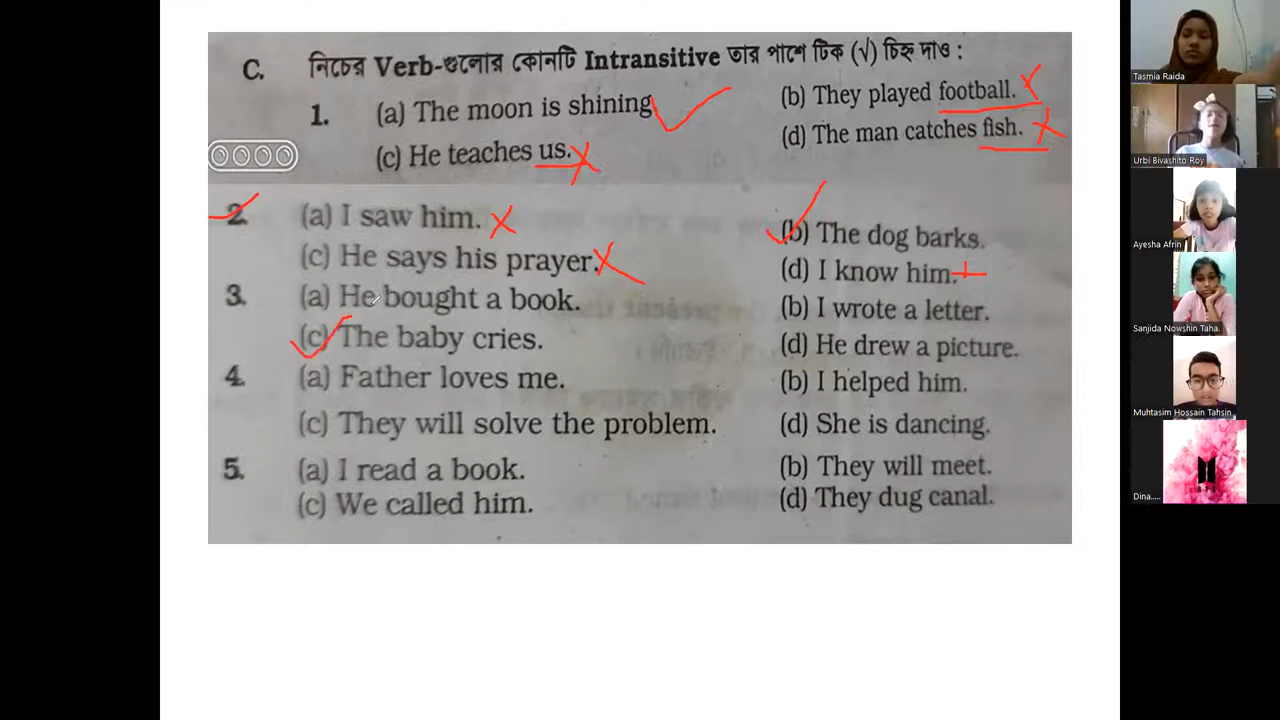 C. নিচের Verb-গুলোর কোনটি Intransitive তার পাশে টিক (√) চিহ্ন দাও :
1. (a) The moon is shining (b) They played football.
(c) He teaches us. (d) The man catches fish.
2. (a) I saw him. (b) The dog barks.
(c) He says his prayer. (d) I know him.
3. (a) He bought a book. (b) I wrote a letter.
(c) The baby cries. (d) He drew a picture.
4. (a) Father loves me. (b) I helped him.
(c) They will solve the problem. (d) She is dancing.
5. (a) I read a book. (b) They will meet.
(c) We called him. (d) They dug canal.
Tasmia Raida
Urbi Bivashito Roy
Ayesha Afrin
Sanjida Nowshin Taha.
Muhtasim Hossain Tahsin
Dina.....